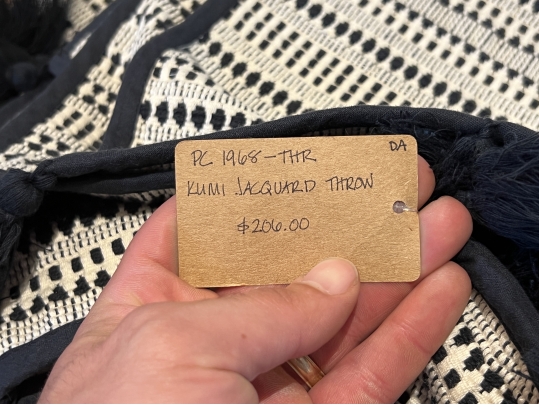 DA
PC 1968-THR
KUMI JACQUARD THROW
$206.00